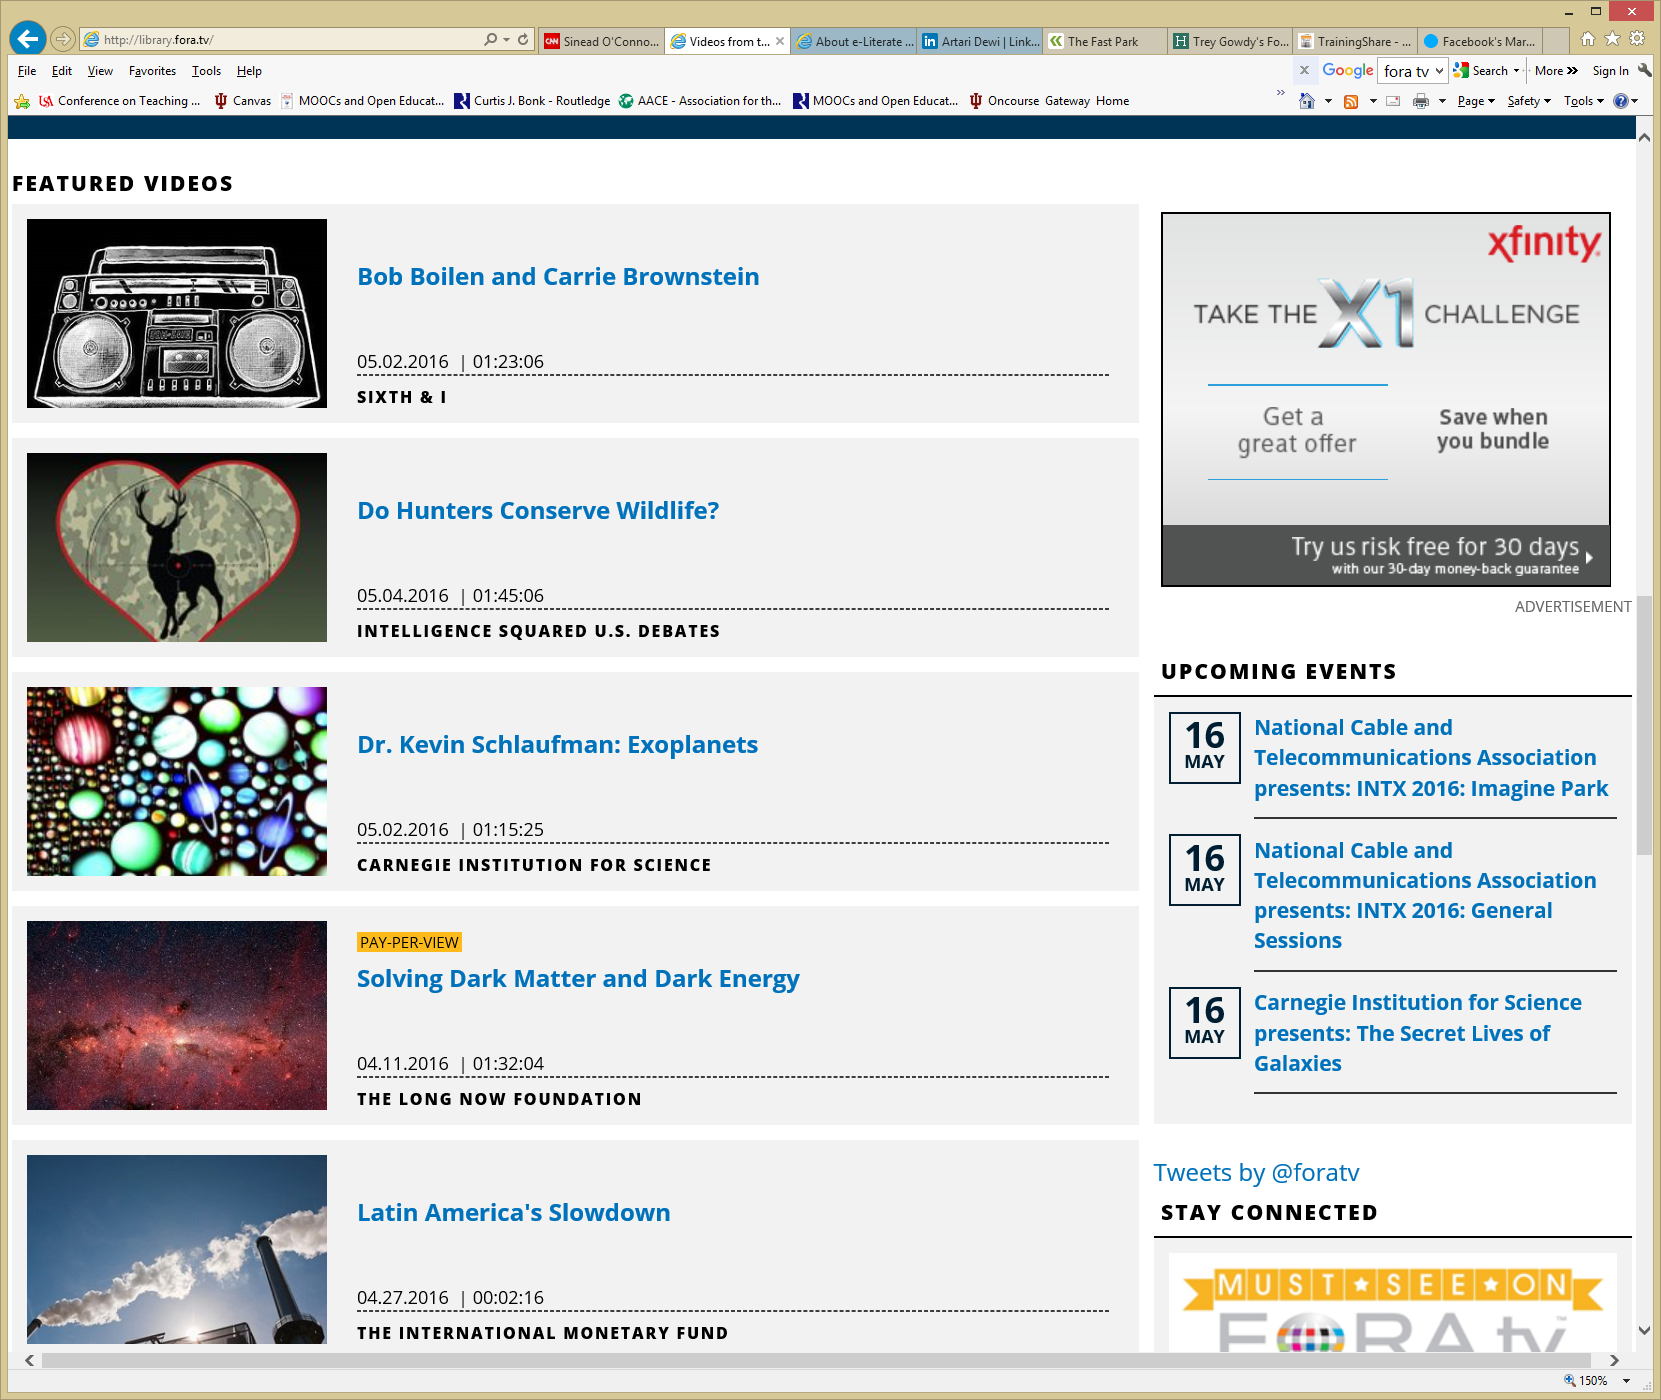 http://library.fora.tv/
Sinead O'Conno...
Videos from t...
About e-Literate ...
Artari Dewi | Link...
The Fast Park
Trey Gowdy's Fo...
TrainingShare - ...
Facebook's Mar...
File Edit View Favorites Tools Help
x Google fora tv Search More » Sign In
Conference on Teaching ... Canvas MOOCs and Open Educat... Curtis J. Bonk - Routledge AACE - Association for th... MOOCs and Open Educat... Oncourse Gateway Home
Page Safety Tools
FEATURED VIDEOS
Bob Boilen and Carrie Brownstein
05.02.2016 | 01:23:06
SIXTH & I
Do Hunters Conserve Wildlife?
05.04.2016 | 01:45:06
INTELLIGENCE SQUARED U.S. DEBATES
Dr. Kevin Schlaufman: Exoplanets
05.02.2016 | 01:15:25
CARNEGIE INSTITUTION FOR SCIENCE
PAY-PER-VIEW
Solving Dark Matter and Dark Energy
04.11.2016 | 01:32:04
THE LONG NOW FOUNDATION
Latin America's Slowdown
04.27.2016 | 00:02:16
THE INTERNATIONAL MONETARY FUND
xfinity
TAKE THE X1 CHALLENGE
Get a
great offer
Save when
you bundle
Try us risk free for 30 days
with our 30-day money-back guarantee
ADVERTISEMENT
UPCOMING EVENTS
16
MAY
National Cable and
Telecommunications Association
presents: INTX 2016: Imagine Park
16
MAY
National Cable and
Telecommunications Association
presents: INTX 2016: General
Sessions
16
MAY
Carnegie Institution for Science
presents: The Secret Lives of
Galaxies
Tweets by @foratv
STAY CONNECTED
MUST SEE ON
FORA tv™
150%